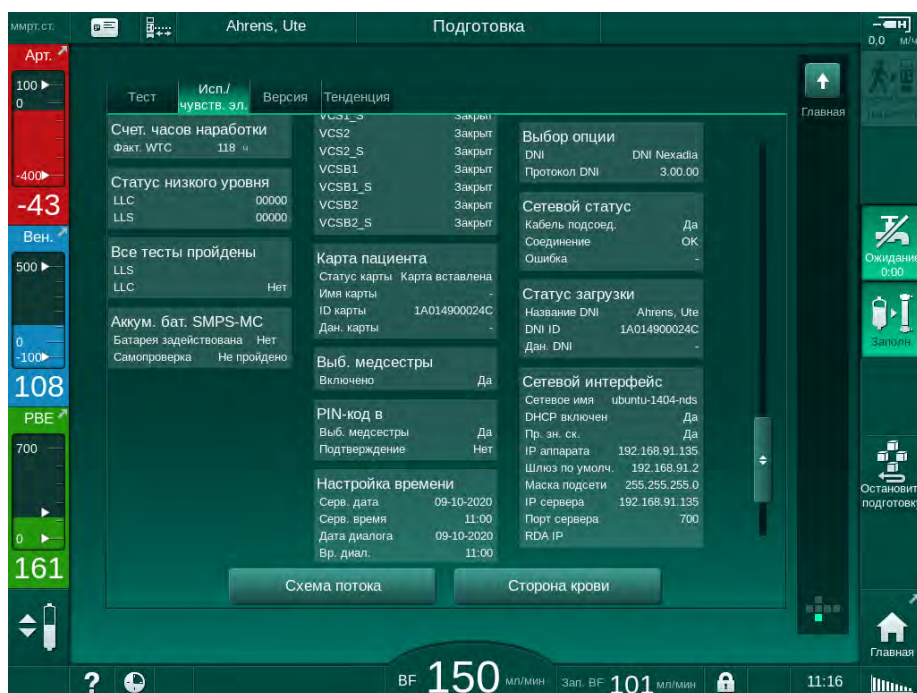 ммрт.ст.
Ahrens, Ute
Подготовка
0,0 м/ч
Арт.
100
0
-400
-43
Вен.
500
0
-100
108
PBE
700
0
161
Тест
Исп./
чувств. эл.
Версия
Тенденция
Главная
Счет. часов наработки
Факт. WTC 118 ч
Статус низкого уровня
LLC 00000
LLS 00000
Все тесты пройдены
LLS
LLC Нет
Аккум. бат. SMPS-MC
Батарея задействована Нет
Самопроверка Не пройдено
VCS1_S Закрыт
VCS2 Закрыт
VCS2_S Закрыт
VCSB1 Закрыт
VCSB1_S Закрыт
VCSB2 Закрыт
VCSB2_S Закрыт
Карта пациента
Статус карты Карта вставлена
Имя карты -
ID карты 1A014900024C
Дан. карты -
Выб. медсестры
Включено Да
PIN-код в
Выб. медсестры Да
Подтверждение Нет
Настройка времени
Серв. дата 09-10-2020
Серв. время 11:00
Дата диалога 09-10-2020
Вр. диал. 11:00
Выбор опции
DNI DNI Nexadia
Протокол DNI 3.00.00
Сетевой статус
Кабель подсоед. Да
Соединение OK
Ошибка -
Статус загрузки
Название DNI Ahrens, Ute
DNI ID 1A014900024C
Дан. DNI -
Сетевой интерфейс
Сетевое имя ubuntu-1404-nds
DHCP включен Да
Пр. зн. ск. Да
IP аппарата 192.168.91.135
Шлюз по умолч. 192.168.91.2
Маска подсети 255.255.255.0
IP сервера 192.168.91.135
Порт сервера 700
RDA IP
Схема потока
Сторона крови
Ожидание
0:00
Заполн.
Остановит
подготовк
Главная
?
BF 150 мл/мин
Зап. BF 101 мл/мин
11:16